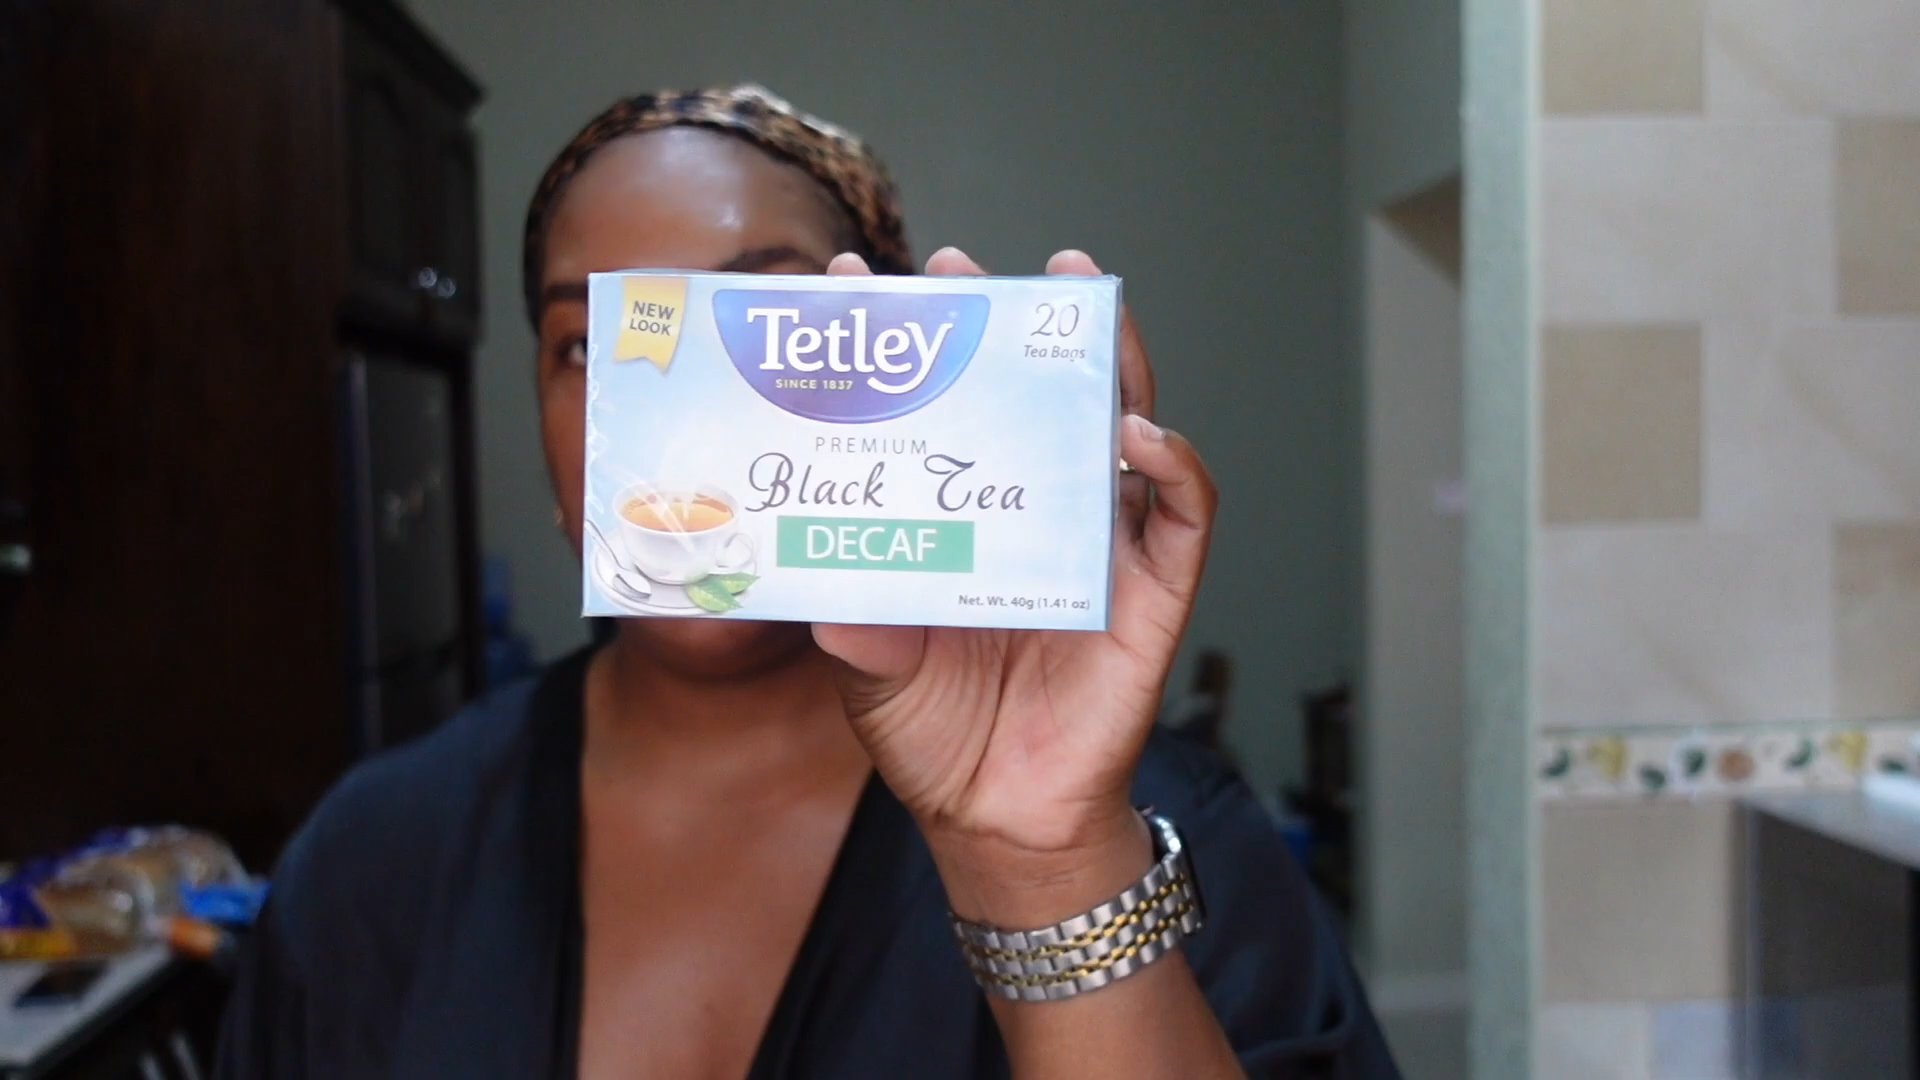 NEW
LOOK
Tetley
SINCE 1837
20
Tea Bags
PREMIUM
Black Tea
DECAF
Net. Wt. 40g (1.41 oz)